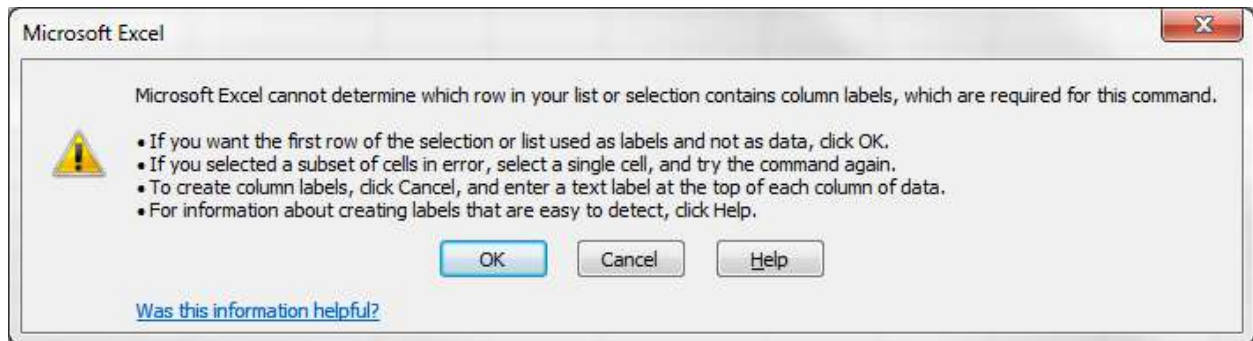 Microsoft Excel
Microsoft Excel cannot determine which row in your list or selection contains column labels, which are required for this command.
• If you want the first row of the selection or list used as labels and not as data, click OK.
• If you selected a subset of cells in error, select a single cell, and try the command again.
• To create column labels, click Cancel, and enter a text label at the top of each column of data.
• For information about creating labels that are easy to detect, click Help.
OK Cancel Help
Was this information helpful?